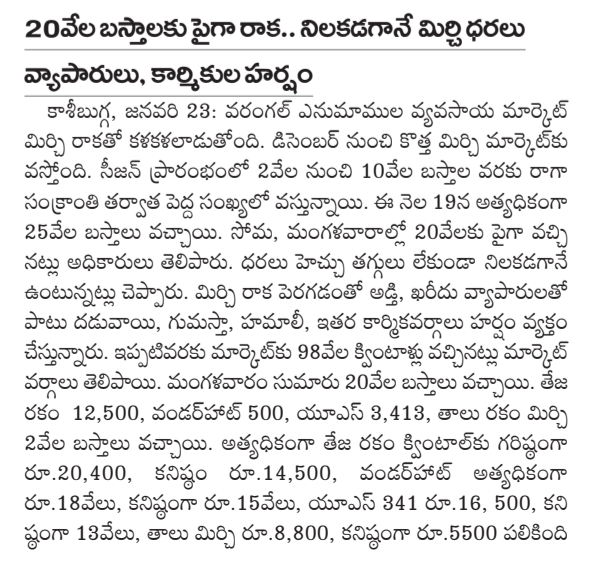 20వేల బస్తాలకు పైగా రాక.. నిలకడగానే మిర్చి ధరలు
వ్యాపారులు, కార్మికుల హర్షం
కాశీబుగ్గ, జనవరి 23: వరంగల్ ఎనుమాముల వ్యవసాయ మార్కెట్
మిర్చి రాకతో కళకళలాడుతోంది. డిసెంబర్ నుంచి కొత్త మిర్చి మార్కెట్‌కు
వస్తోంది. సీజన్ ప్రారంభంలో 2వేల నుంచి 10వేల బస్తాల వరకు రాగా
సంక్రాంతి తర్వాత పెద్ద సంఖ్యలో వస్తున్నాయి. ఈ నెల 19న అత్యధికంగా
25వేల బస్తాలు వచ్చాయి. సోమ, మంగళవారాల్లో 20వేలకు పైగా వచ్చి
నట్లు అధికారులు తెలిపారు. ధరలు హెచ్చు తగ్గులు లేకుండా నిలకడగానే
ఉంటున్నట్లు చెప్పారు. మిర్చి రాక పెరగడంతో అడ్తి, ఖరీదు వ్యాపారులతో
పాటు దడువాయి, గుమస్తా, హమాలీ, ఇతర కార్మికవర్గాలు హర్షం వ్యక్తం
చేస్తున్నారు. ఇప్పటివరకు మార్కెట్‌కు 98వేల క్వింటాళ్లు వచ్చినట్లు మార్కెట్
వర్గాలు తెలిపాయి. మంగళవారం సుమారు 20వేల బస్తాలు వచ్చాయి. తేజ
రకం 12,500, వండర్‌హాట్ 500, యూఎస్ 3,413, తాలు రకం మిర్చి
2వేల బస్తాలు వచ్చాయి. అత్యధికంగా తేజ రకం క్వింటాల్‌కు గరిష్ఠంగా
రూ.20,400, కనిష్ఠం రూ.14,500, వండర్‌హాట్ అత్యధికంగా
రూ.18వేలు, కనిష్ఠంగా రూ.15వేలు, యూఎస్ 341 రూ.16, 500, కని
ష్ఠంగా 13వేలు, తాలు మిర్చి రూ.8,800, కనిష్ఠంగా రూ.5500 పలికింది